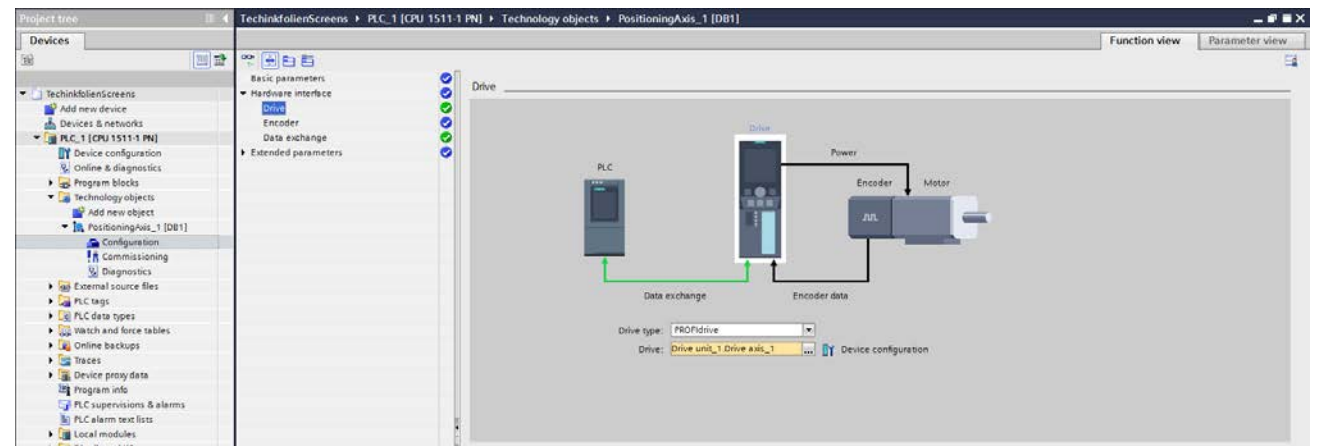 Project tree
TechinkfolienScreens ▸ PLC_1 [CPU 1511-1 PN] ▸ Technology objects ▸ PositioningAxis_1 [DB1]
Devices
Function view
Parameter view
TechinkfolienScreens
Add new device
Devices & networks
PLC_1 [CPU 1511-1 PN]
Device configuration
Online & diagnostics
Program blocks
Technology objects
Add new object
PositioningAxis_1 [DB1]
Configuration
Commissioning
Diagnostics
External source files
PLC tags
PLC data types
Watch and force tables
Online backups
Traces
Device proxy data
Program info
PLC supervisions & alarms
PLC alarm text lists
Local modules
Basic parameters
Hardware interface
Drive
Encoder
Data exchange
Extended parameters
Drive
Drive
PLC
Power
Encoder
Motor
Data exchange
Encoder data
Drive type: PROFIdrive
Drive: Drive unit_1.Drive axis_1 ... Device configuration